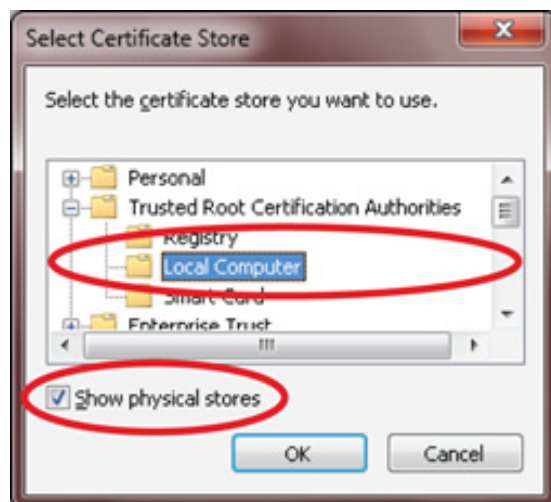 Select Certificate Store
Select the certificate store you want to use.
Personal
Trusted Root Certification Authorities
Registry
Local Computer
Smart Card
Enterprise Trust
Show physical stores
OK
Cancel